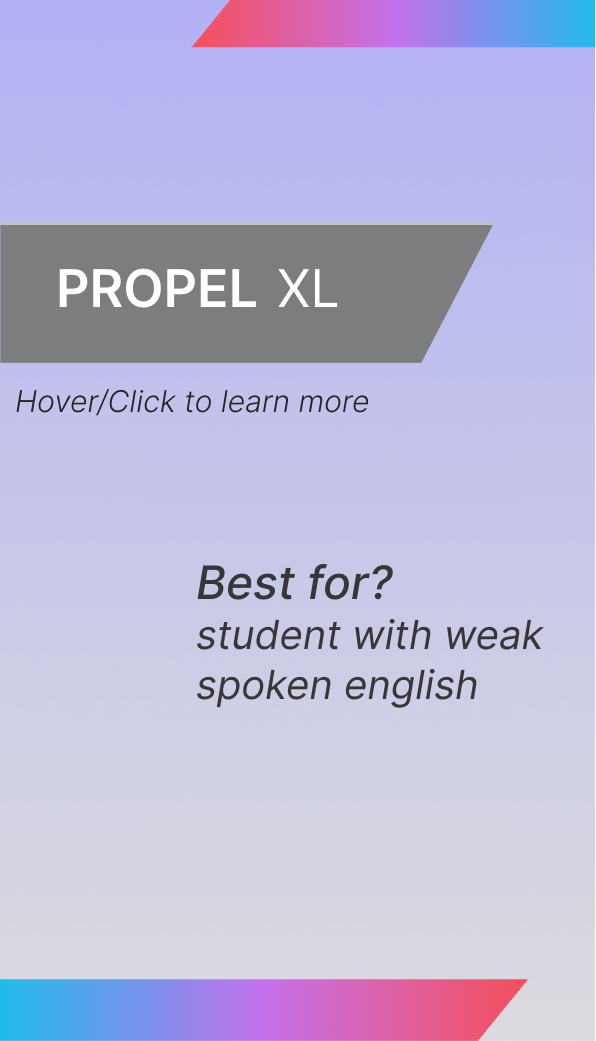 PROPEL XL
Hover/Click to learn more
Best for?
student with weak
spoken english